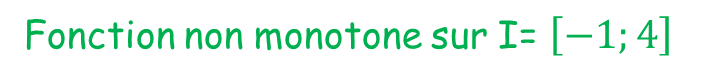 Fonction non monotone sur I= [−1; 4]